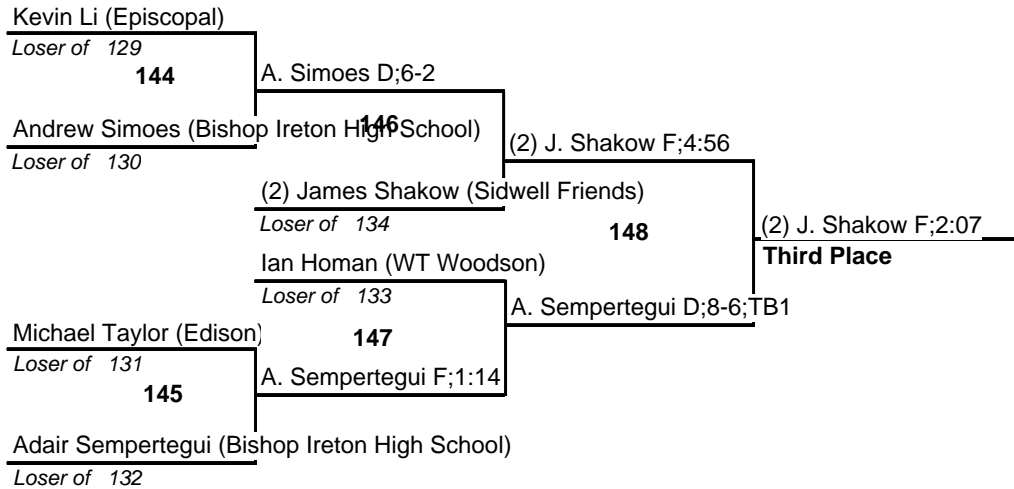 Kevin Li (Episcopal)
Loser of 129
144
A. Simoes D;6-2
Andrew Simoes (Bishop Ireton High School)
146
Loser of 130
(2) J. Shakow F;4:56
(2) James Shakow (Sidwell Friends)
Loser of 134
148
(2) J. Shakow F;2:07
Third Place
Ian Homan (WT Woodson)
Loser of 133
A. Sempertegui D;8-6;TB1
Michael Taylor (Edison)
147
Loser of 131
A. Sempertegui F;1:14
145
Adair Sempertegui (Bishop Ireton High School)
Loser of 132